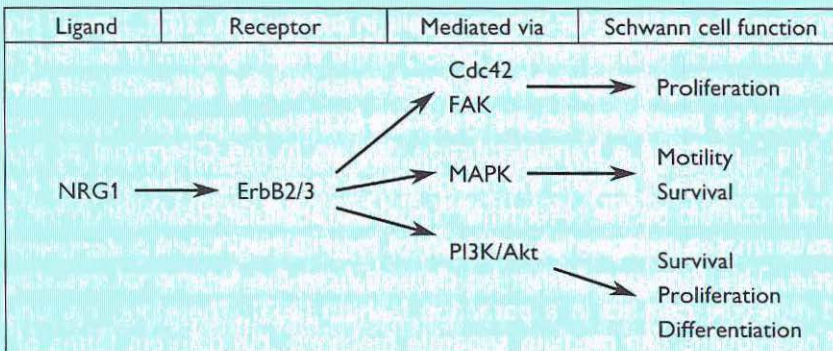 Ligand Receptor Mediated via Schwann cell function
Cdc42
FAK
Proliferation
NRG1 ErbB2/3 MAPK
Motility
Survival
PI3K/Akt
Survival
Proliferation
Differentiation